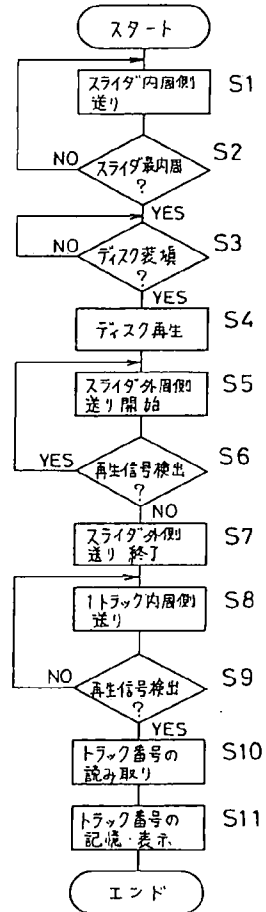 スタート
スライダ内周側
送り
S1
スライダ最内周
?
S2
NO
YES
ディスク装填
?
S3
NO
YES
ディスク再生
S4
スライダ外周側
送り開始
S5
再生信号検出
?
S6
YES
NO
スライダ外側
送り 終了
S7
1トラック内周側
送り
S8
再生信号検出
?
S9
NO
YES
トラック番号の
読み取り
S10
トラック番号の
記憶・表示
S11
エンド